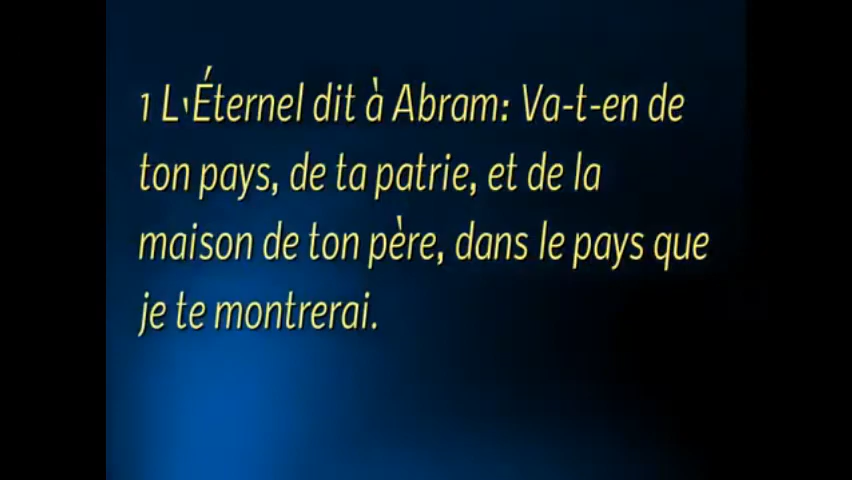 1 L'Éternel dit à Abram: Va-t-en de
ton pays, de ta patrie, et de la
maison de ton père, dans le pays que
je te montrerai.